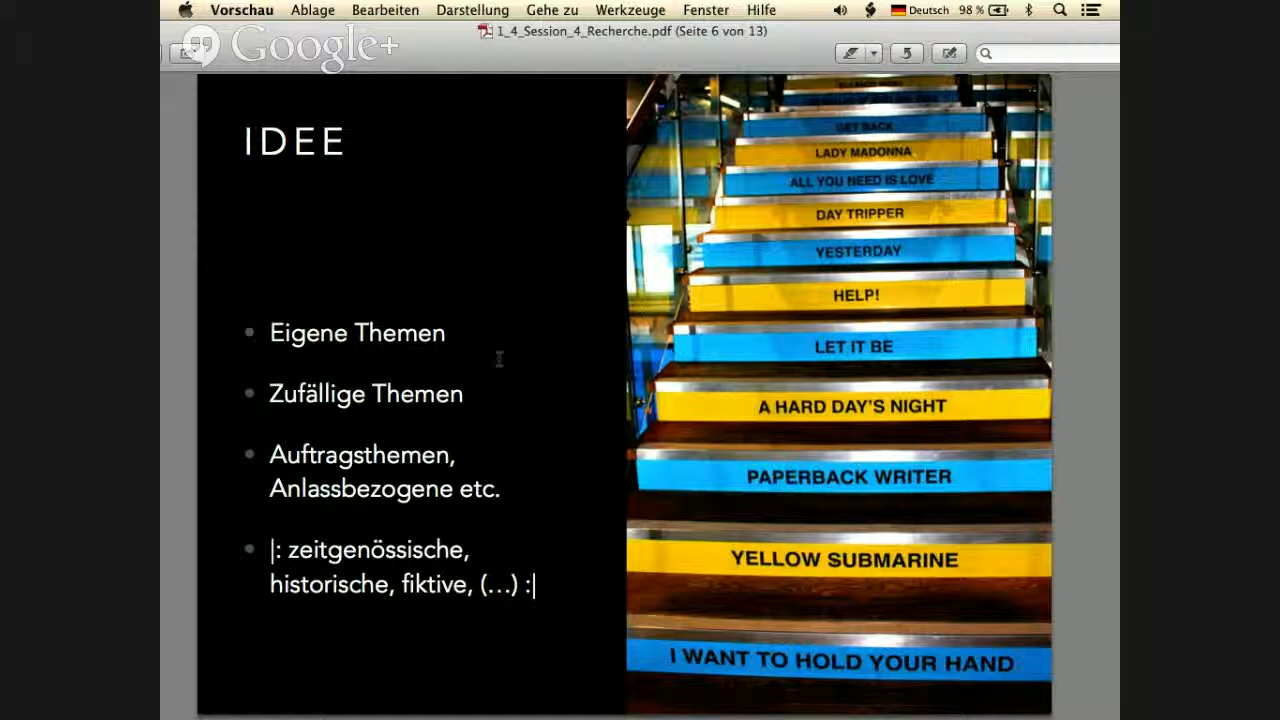 Vorschau Ablage Bearbeiten Darstellung Gehe zu Werkzeuge Fenster Hilfe Deutsch 98 %
Google+
1_4_Session_4_Recherche.pdf (Seite 6 von 13)
IDEE
• Eigene Themen
• Zufällige Themen
• Auftragsthemen,
Anlassbezogene etc.
• |: zeitgenössische,
historische, fiktive, (…) :|
GET BACK
LADY MADONNA
ALL YOU NEED IS LOVE
DAY TRIPPER
YESTERDAY
HELP!
LET IT BE
A HARD DAY'S NIGHT
PAPERBACK WRITER
YELLOW SUBMARINE
I WANT TO HOLD YOUR HAND